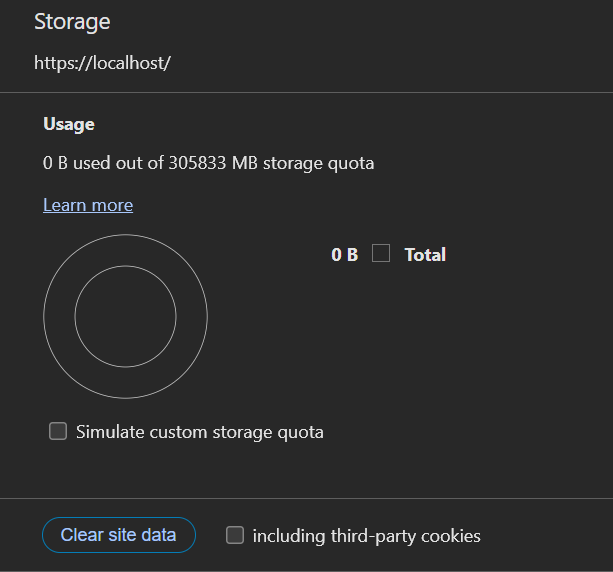 Storage
https://localhost/
Usage
0 B used out of 305833 MB storage quota
Learn more
0 B Total
Simulate custom storage quota
Clear site data including third-party cookies